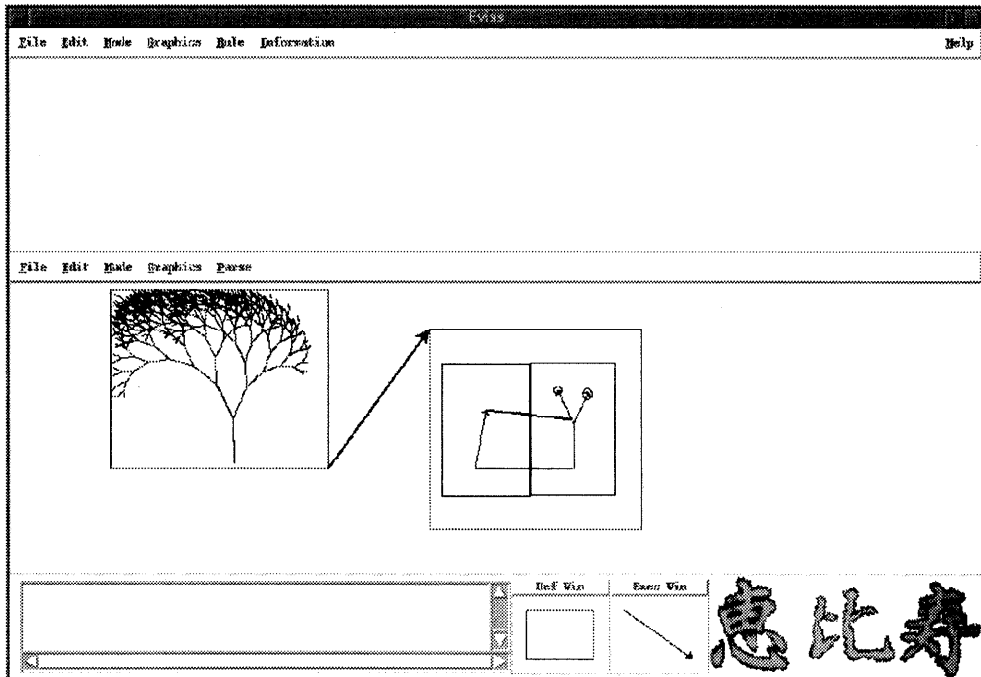 Eviss
File Edit Mode Graphics Rule Information Help
File Edit Mode Graphics Parse
Def Win Exec Win
恵比寿